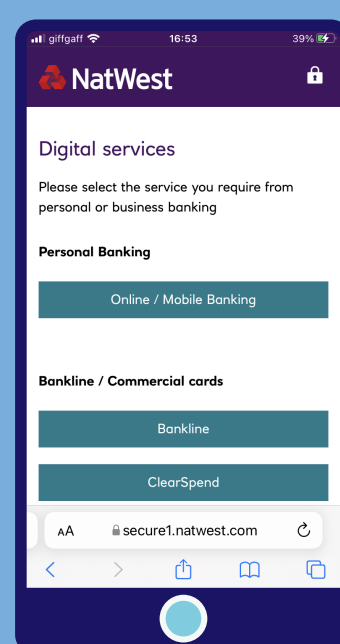 giffgaff 16:53 39%
NatWest
Digital services
Please select the service you require from
personal or business banking
Personal Banking
Online / Mobile Banking
Bankline / Commercial cards
Bankline
ClearSpend
AA secure1.natwest.com